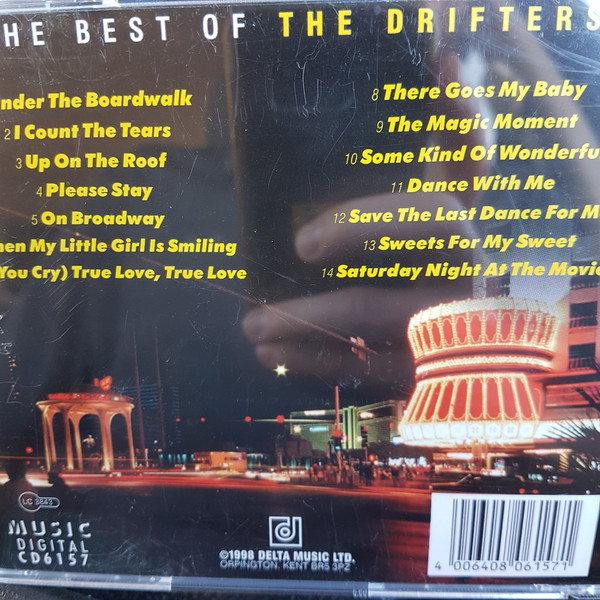 HE BEST OF THE DRIFTERS
nder The Boardwalk
2 I Count The Tears
3 Up On The Roof
4 Please Stay
5 On Broadway
hen My Little Girl Is Smiling
You Cry) True Love, True Love
8 There Goes My Baby
9 The Magic Moment
10 Some Kind Of Wonderfu
11 Dance With Me
12 Save The Last Dance For M
13 Sweets For My Sweet
14 Saturday Night At The Movie
LC
MUSIC
DIGITAL
CD6157
d
©1998 DELTA MUSIC LTD.
ORPINGTON. KENT BR5 3PZ
4 006408 061571